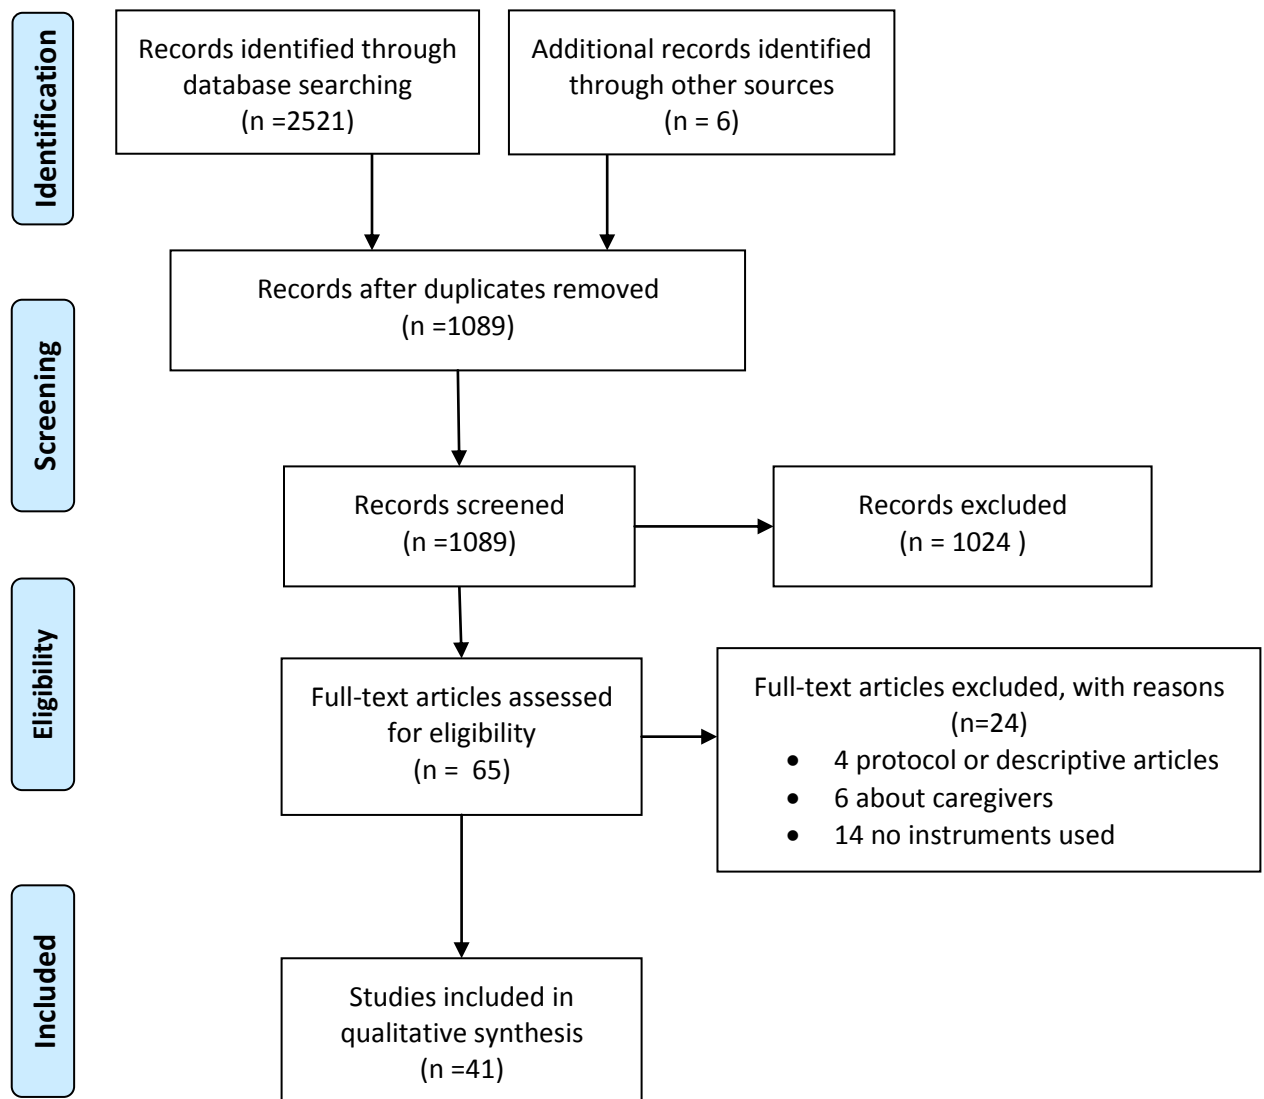 Identification
Records identified through
database searching
(n =2521)
Additional records identified
through other sources
(n = 6)
Records after duplicates removed
(n =1089)
Screening
Records screened
(n =1089)
Records excluded
(n = 1024 )
Eligibility
Full-text articles assessed
for eligibility
(n =  65)
Full-text articles excluded, with reasons
(n=24)
• 4 protocol or descriptive articles
• 6 about caregivers
• 14 no instruments used
Included
Studies included in
qualitative synthesis
(n =41)